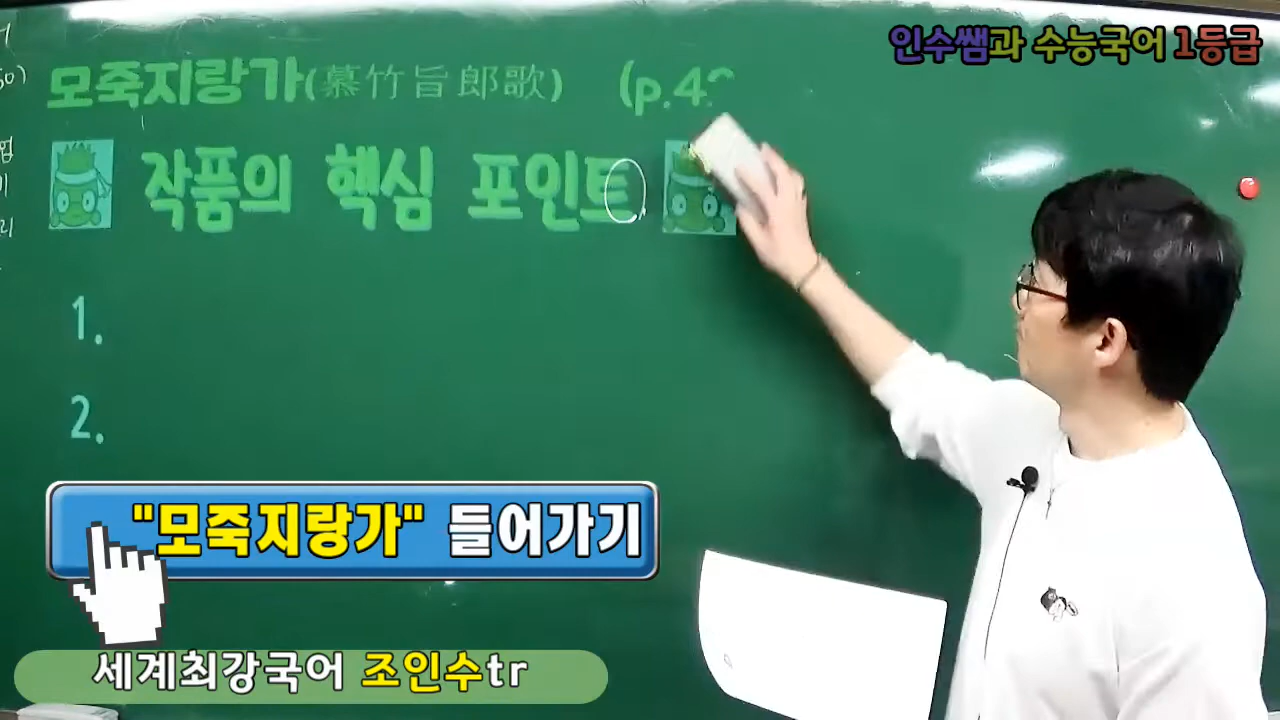 인수쌤과 수능국어 1등급
모죽지랑가(慕竹旨郎歌) (p.4
작품의 핵심 포인트
1.
2.
"모죽지랑가" 들어가기
세계최강국어 조인수tr